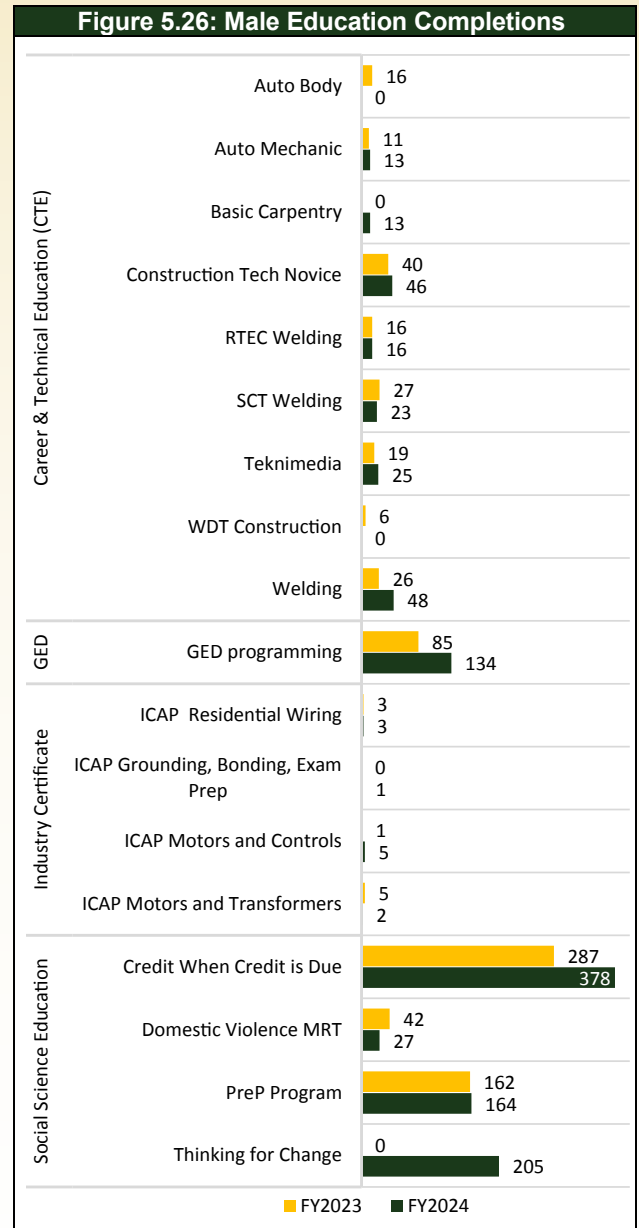 Figure 5.26: Male Education Completions
Career & Technical Education (CTE)
Auto Body
16
0
Auto Mechanic
11
13
Basic Carpentry
0
13
Construction Tech Novice
40
46
RTEC Welding
16
16
SCT Welding
27
23
Teknimedia
19
25
WDT Construction
6
0
Welding
26
48
GED
GED programming
85
134
Industry Certificate
ICAP Residential Wiring
3
3
ICAP Grounding, Bonding, Exam
Prep
0
1
ICAP Motors and Controls
1
5
ICAP Motors and Transformers
5
2
Social Science Education
Credit When Credit is Due
287
378
Domestic Violence MRT
42
27
PreP Program
162
164
Thinking for Change
0
205
FY2023 FY2024